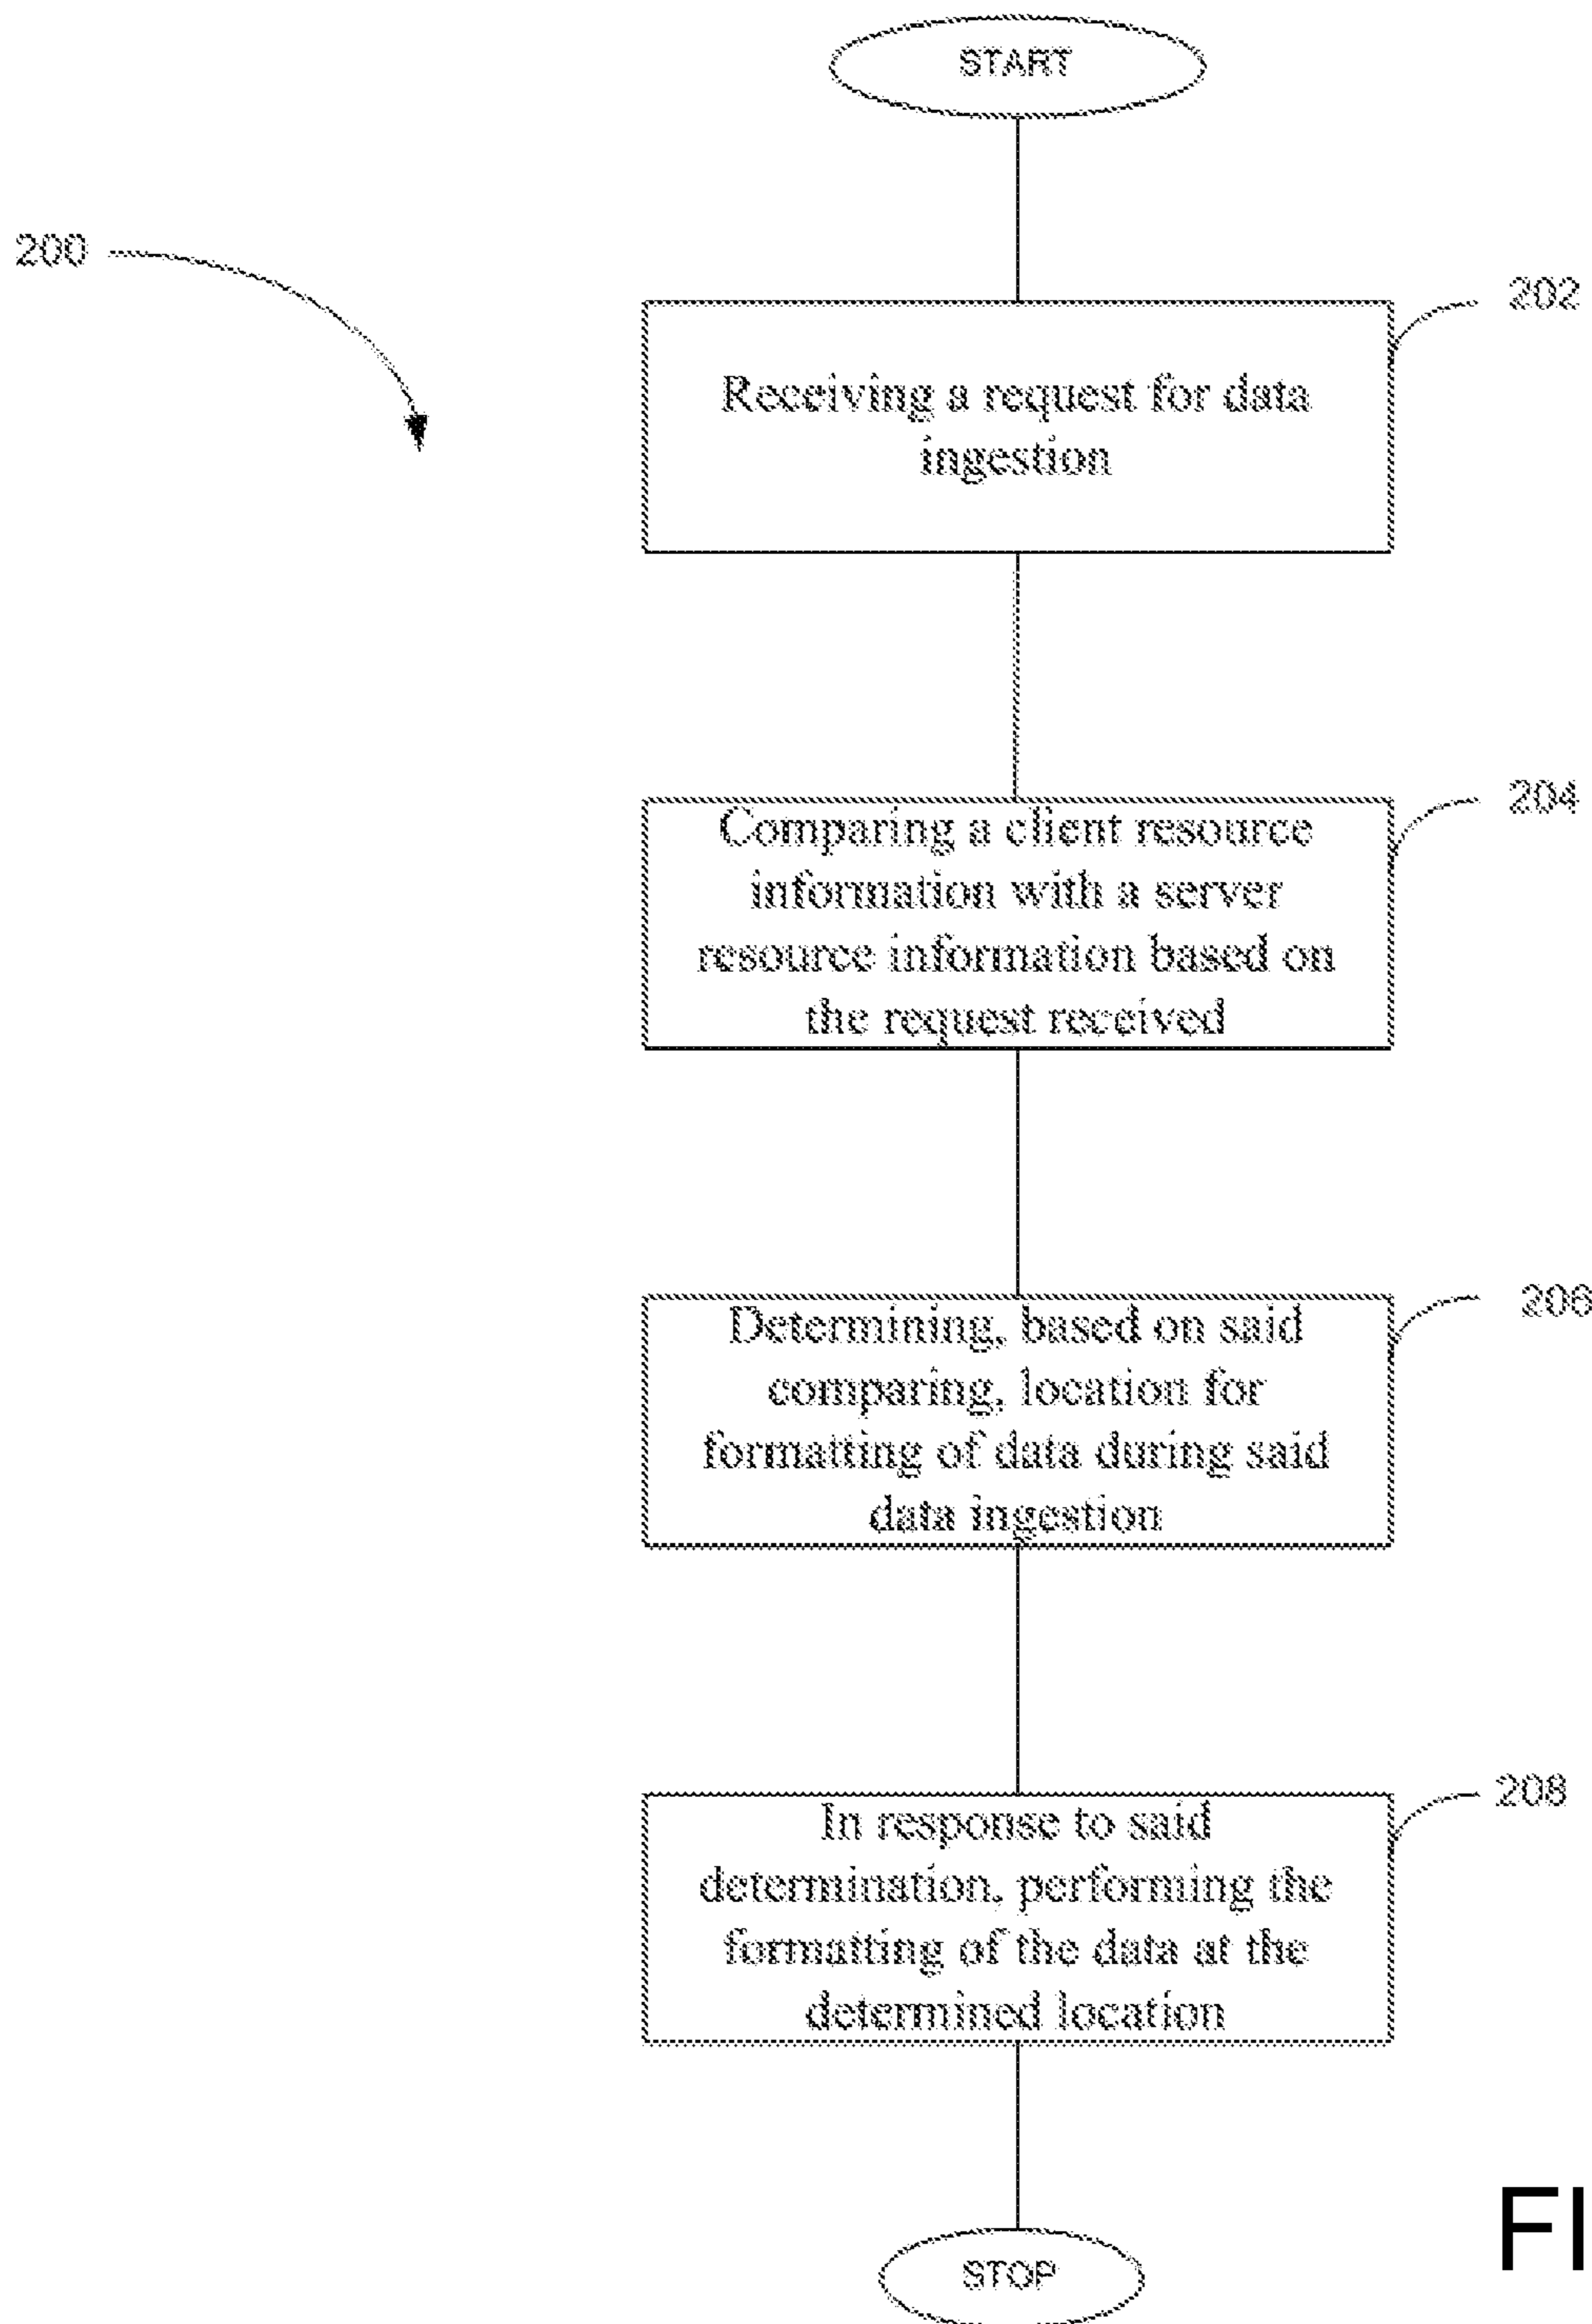 START
200
202
Receiving a request for data
ingestion
204
Comparing a client resource
information with a server
resource information based on
the request received
206
Determining, based on said
comparing, location for
formatting of data during said
data ingestion
208
In response to said
determination, performing the
formatting of the data at the
determined location
STOP
FI